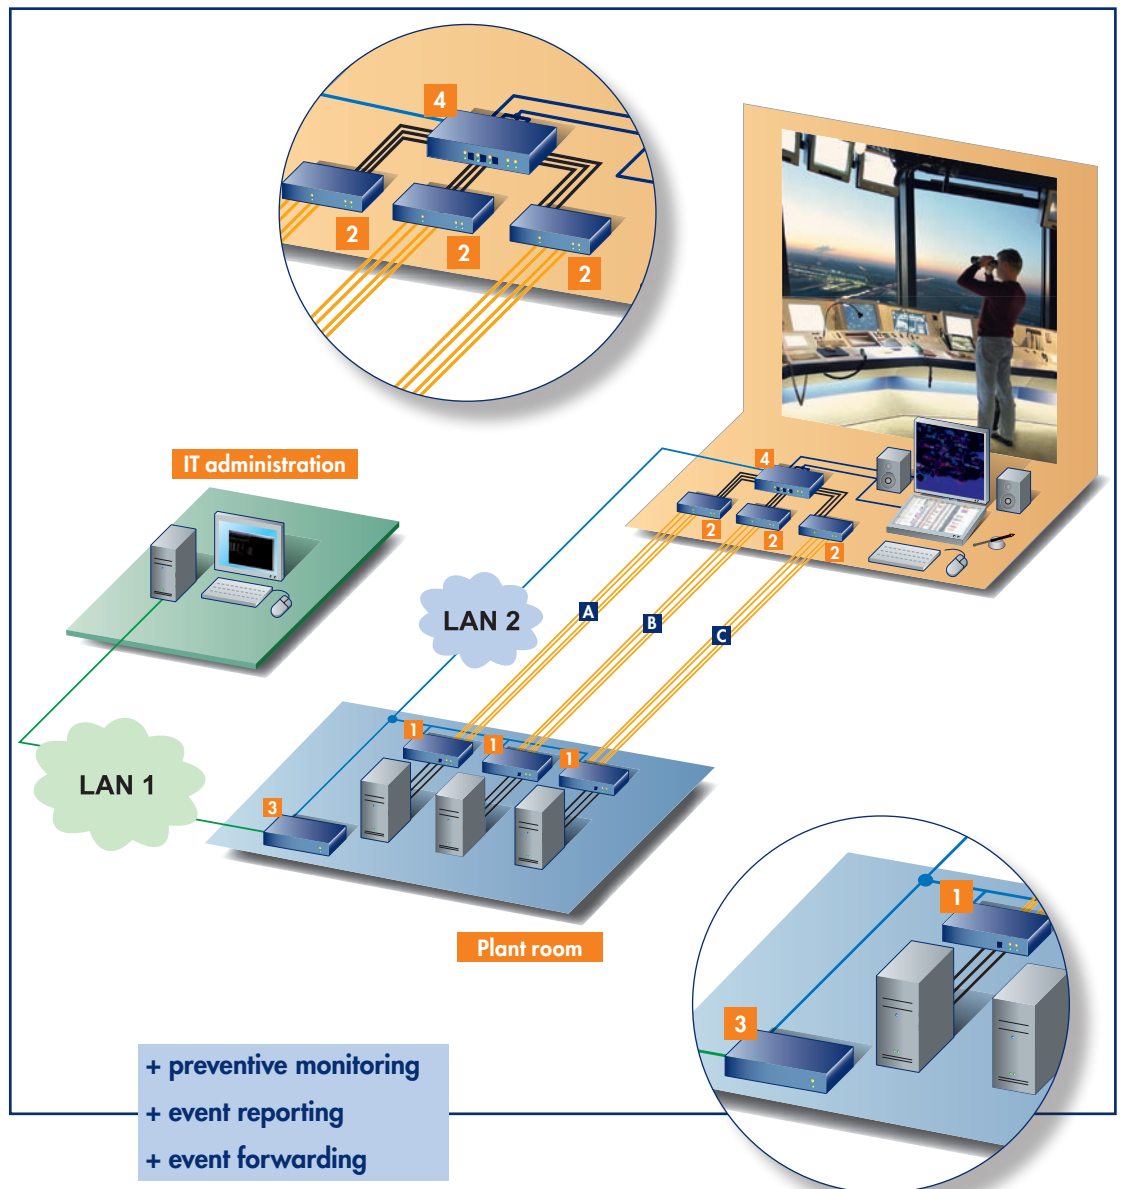 4
2
2
2
IT administration
4
2
2
2
A
B
C
LAN 2
1
1
1
LAN 1
3
Plant room
1
3
+ preventive monitoring
+ event reporting
+ event forwarding